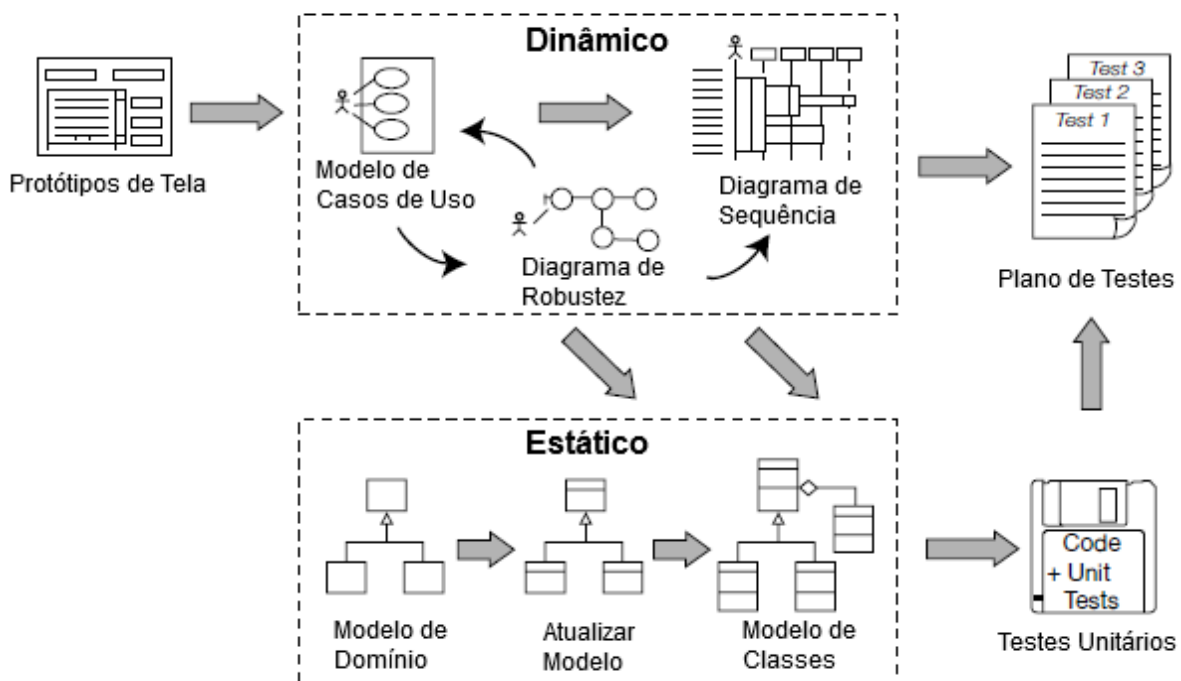 Dinâmico
Protótipos de Tela
Modelo de
Casos de Uso
Diagrama de
Robustez
Diagrama de
Sequência
Test 3
Test 2
Test 1
Plano de Testes
Estático
Modelo de
Domínio
Atualizar
Modelo
Modelo de
Classes
Code
+ Unit
Tests
Testes Unitários